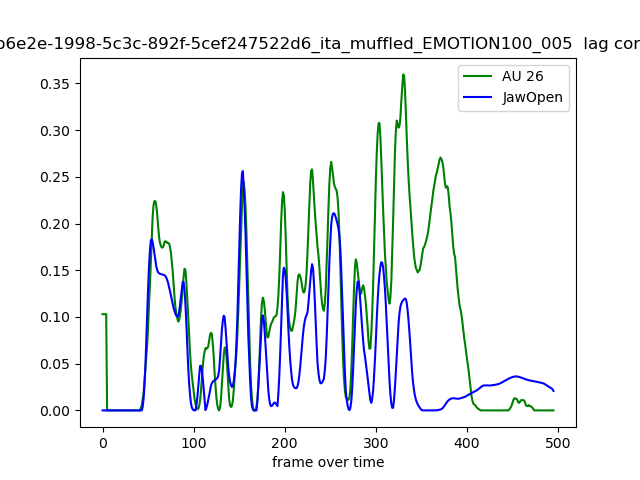 b6e2e-1998-5c3c-892f-5cef247522d6_ita_muffled_EMOTION100_005 lag cor
AU 26
JawOpen
0.35
0.30
0.25
0.20
0.15
0.10
0.05
0.00
0 100 200 300 400 500
frame over time